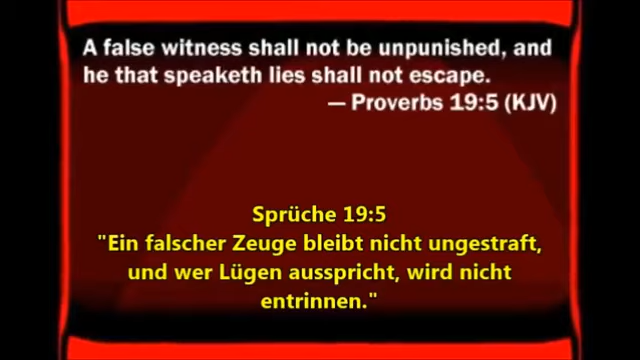 A false witness shall not be unpunished, and
he that speaketh lies shall not escape.
— Proverbs 19:5 (KJV)
Sprüche 19:5
"Ein falscher Zeuge bleibt nicht ungestraft,
und wer Lügen ausspricht, wird nicht
entrinnen."